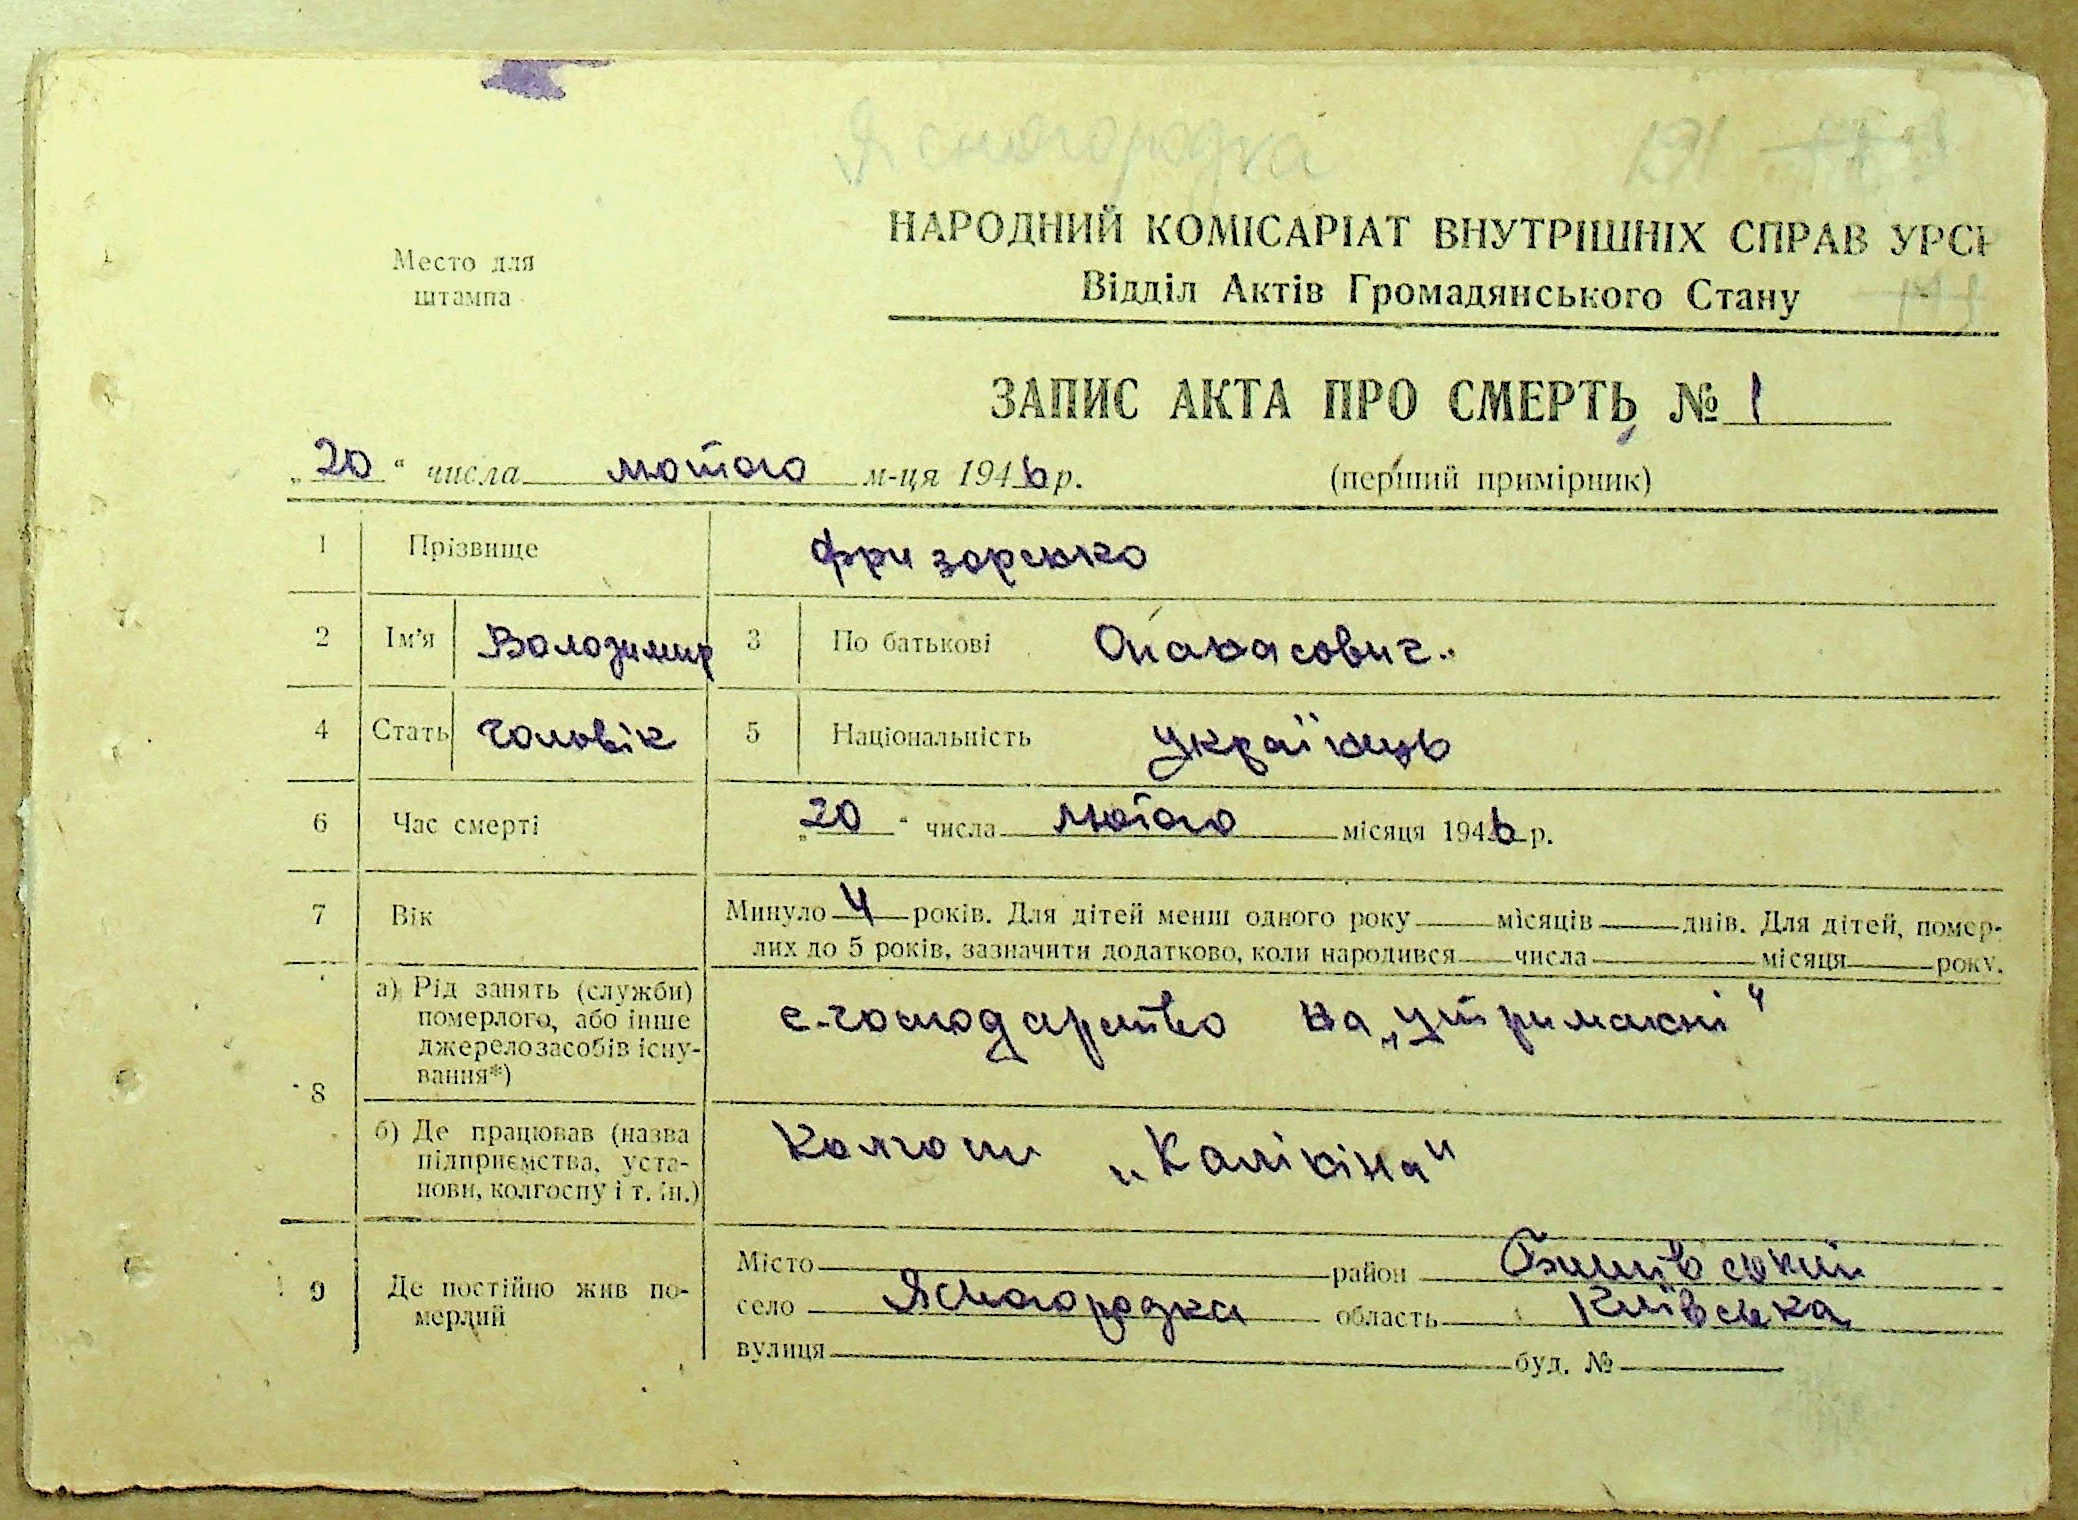 Ясногородка 191
Место для
штампа
НАРОДНИЙ КОМІСАРІАТ ВНУТРІШНІХ СПРАВ УРСР
Відділ Актів Громадянського Стану
ЗАПИС АКТА ПРО СМЕРТЬ № 1
„20“ числа лютого м-ця 1946 р. (перший примірник)
1 Прізвище Фризоренко
2 Ім'я Володимир 3 По батькові Опанасович
4 Стать чоловік 5 Національність українець
6 Час смерті „20“ числа лютого місяця 1946 р.
7 Вік Минуло 4 років. Для дітей менш одного року місяців днів. Для дітей, помер-
лих до 5 років, зазначити додатково, коли народився числа місяця року.
8 а) Рід занять (служби)
померлого, або інше
джерело засобів існу-
вання*)
с-господарство на „утриманні“
б) Де працював (назва
підприємства, уста-
нови, колгоспу і т. ін.)
Колгосп „Калініна“
9 Де постійно жив по-
мерлий
Місто район Бишівський
село Ясногородка область Київська
вулиця буд. №